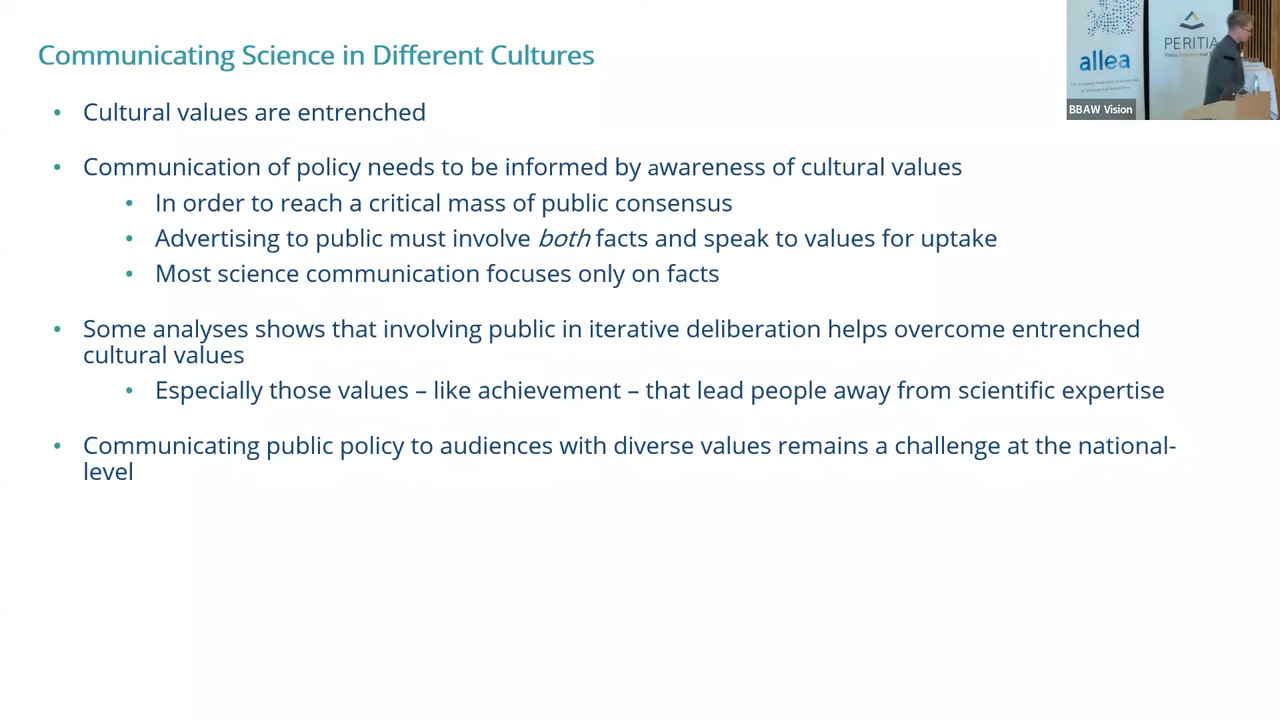 Communicating Science in Different Cultures
• Cultural values are entrenched
• Communication of policy needs to be informed by awareness of cultural values
• In order to reach a critical mass of public consensus
• Advertising to public must involve both facts and speak to values for uptake
• Most science communication focuses only on facts
• Some analyses shows that involving public in iterative deliberation helps overcome entrenched
cultural values
• Especially those values – like achievement – that lead people away from scientific expertise
• Communicating public policy to audiences with diverse values remains a challenge at the national-
level
allea
PERITIA
BBAW Vision